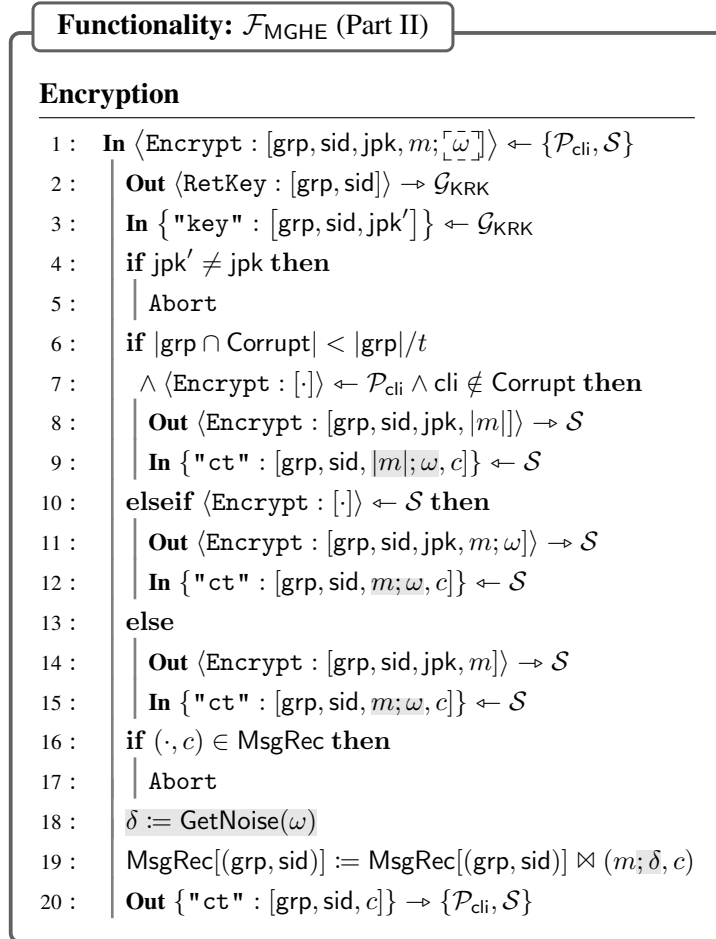 Functionality: F_MGHE (Part II)
Encryption
1 : In ⟨Encrypt : [grp, sid, jpk, m; ω]⟩ ← {P_cli, S}
2 : Out ⟨RetKey : [grp, sid]⟩ → G_KRK
3 : In {"key" : [grp, sid, jpk′]} ← G_KRK
4 : if jpk′ ≠ jpk then
5 : Abort
6 : if |grp ∩ Corrupt| < |grp|/t
7 : ∧ ⟨Encrypt : [·]⟩ ← P_cli ∧ cli ∉ Corrupt then
8 : Out ⟨Encrypt : [grp, sid, jpk, |m|]⟩ → S
9 : In {"ct" : [grp, sid, |m|; ω, c]} ← S
10 : elseif ⟨Encrypt : [·]⟩ ← S then
11 : Out ⟨Encrypt : [grp, sid, jpk, m; ω]⟩ → S
12 : In {"ct" : [grp, sid, m; ω, c]} ← S
13 : else
14 : Out ⟨Encrypt : [grp, sid, jpk, m]⟩ → S
15 : In {"ct" : [grp, sid, m; ω, c]} ← S
16 : if (·, c) ∈ MsgRec then
17 : Abort
18 : δ := GetNoise(ω)
19 : MsgRec[(grp, sid)] := MsgRec[(grp, sid)] ⋈ (m; δ, c)
20 : Out {"ct" : [grp, sid, c]} → {P_cli, S}